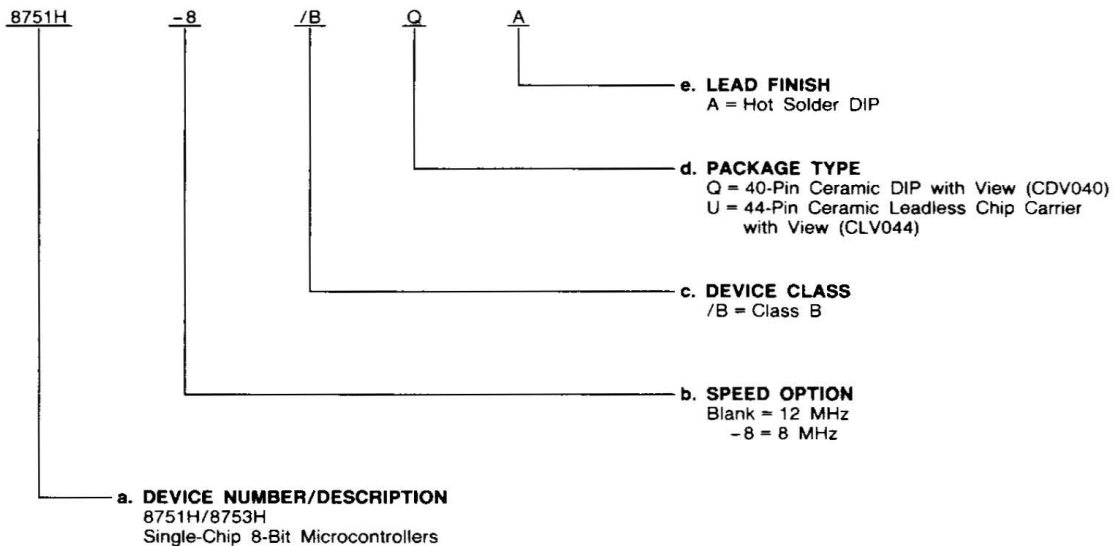 8751H -8 /B Q A
e. LEAD FINISH
A = Hot Solder DIP
d. PACKAGE TYPE
Q = 40-Pin Ceramic DIP with View (CDV040)
U = 44-Pin Ceramic Leadless Chip Carrier
with View (CLV044)
c. DEVICE CLASS
/B = Class B
b. SPEED OPTION
Blank = 12 MHz
-8 = 8 MHz
a. DEVICE NUMBER/DESCRIPTION
8751H/8753H
Single-Chip 8-Bit Microcontrollers